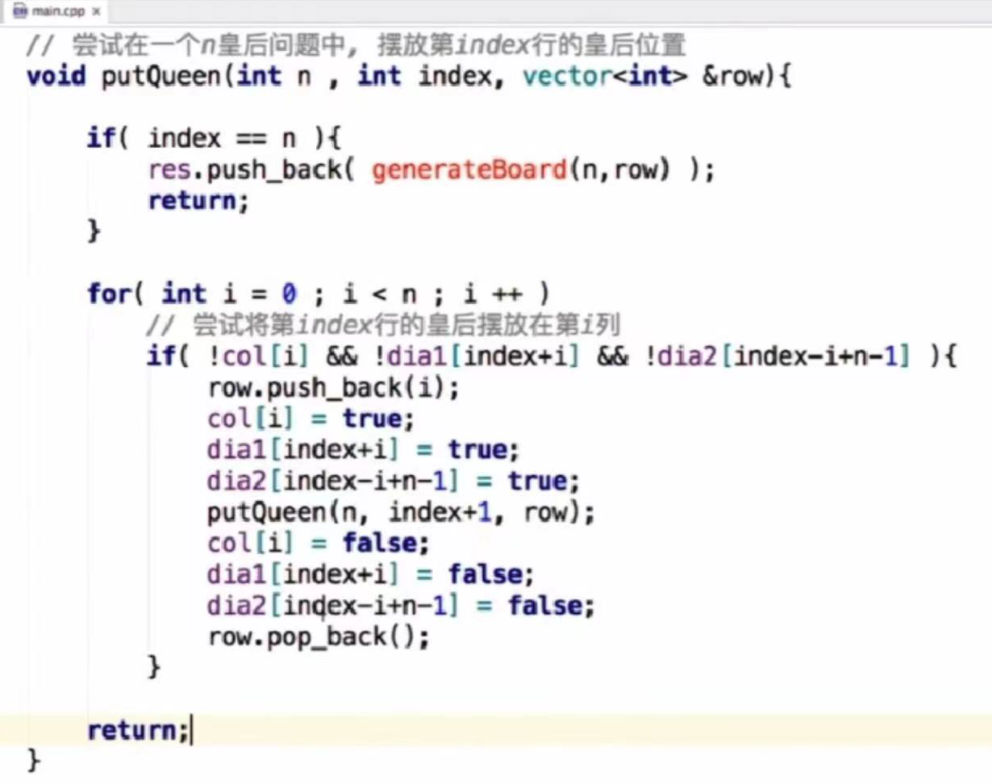 main.cpp ×
// 尝试在一个n皇后问题中, 摆放第index行的皇后位置
void putQueen(int n , int index, vector<int> &row){
if( index == n ){
res.push_back( generateBoard(n,row) );
return;
}
for( int i = 0 ; i < n ; i ++ )
// 尝试将第index行的皇后摆放在第i列
if( !col[i] && !dia1[index+i] && !dia2[index-i+n-1] ){
row.push_back(i);
col[i] = true;
dia1[index+i] = true;
dia2[index-i+n-1] = true;
putQueen(n, index+1, row);
col[i] = false;
dia1[index+i] = false;
dia2[index-i+n-1] = false;
row.pop_back();
}
return;
}